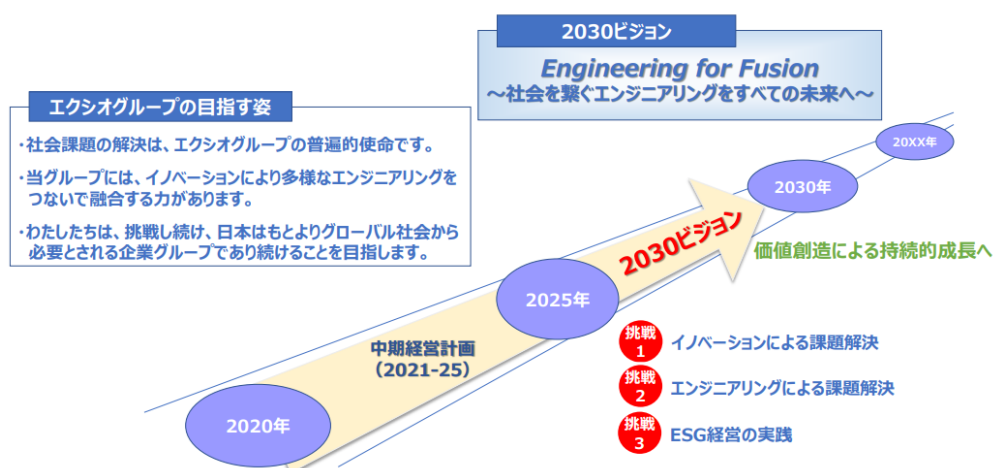 2030ビジョン
Engineering for Fusion
～社会を繋ぐエンジニアリングをすべての未来へ～
エクシオグループの目指す姿
・社会課題の解決は、エクシオグループの普遍的使命です。
・当グループには、イノベーションにより多様なエンジニアリングを
つないで融合する力があります。
・わたしたちは、挑戦し続け、日本はもとよりグローバル社会から
必要とされる企業グループであり続けることを目指します。
20XX年
2030年
2030ビジョン
価値創造による持続的成長へ
2025年
中期経営計画
（2021-25）
2020年
挑戦
1
イノベーションによる課題解決
挑戦
2
エンジニアリングによる課題解決
挑戦
3
ESG経営の実践